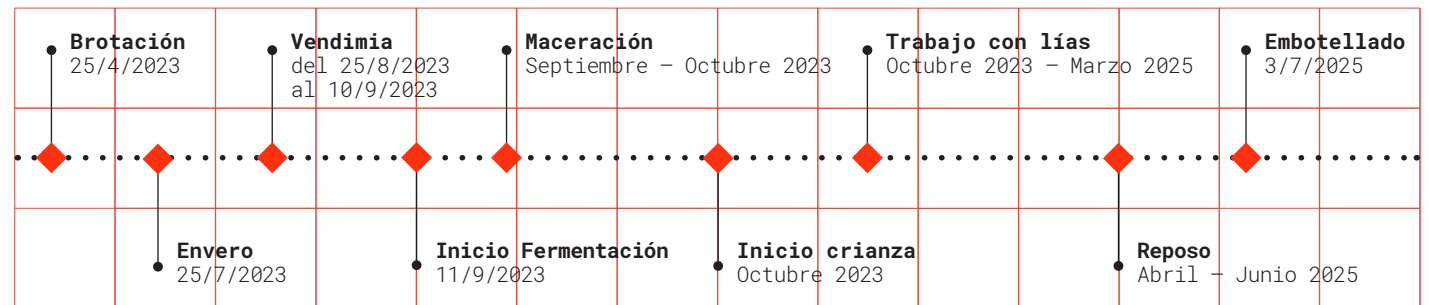 Brotación
25/4/2023
Vendimia
del 25/8/2023
al 10/9/2023
Maceración
Septiembre – Octubre 2023
Trabajo con lías
Octubre 2023 – Marzo 2025
Embotellado
3/7/2025
Envero
25/7/2023
Inicio Fermentación
11/9/2023
Inicio crianza
Octubre 2023
Reposo
Abril – Junio 2025